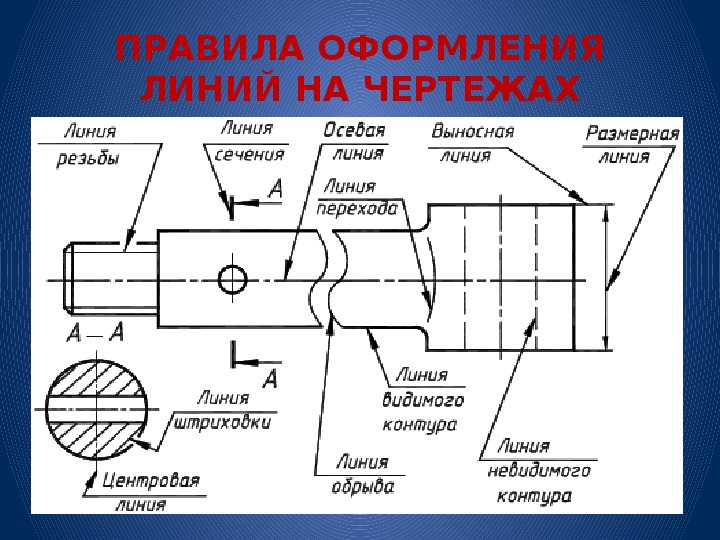 ПРАВИЛА ОФОРМЛЕНИЯ
ЛИНИЙ НА ЧЕРТЕЖАХ
Линия
резьбы
Линия
сечения
Осевая
линия
Выносная
линия
Размерная
линия
А
Линия
перехода
А — А
А
Линия
штриховки
Линия
видимого
контура
Центровая
линия
Линия
обрыва
Линия
невидимого
контура